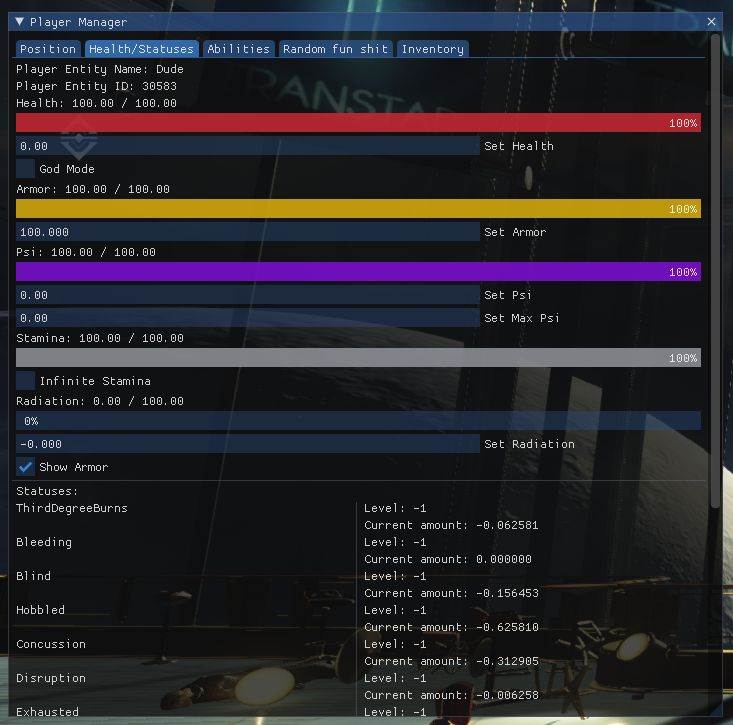 Player Manager
Position Health/Statuses Abilities Random fun shit Inventory
Player Entity Name: Dude
Player Entity ID: 30583
Health: 100.00 / 100.00
100%
0.00 Set Health
God Mode
Armor: 100.00 / 100.00
100%
100.000 Set Armor
Psi: 100.00 / 100.00
100%
0.00 Set Psi
0.00 Set Max Psi
Stamina: 100.00 / 100.00
100%
Infinite Stamina
Radiation: 0.00 / 100.00
0%
-0.000 Set Radiation
Show Armor
Statuses:
ThirdDegreeBurns Level: -1
Current amount: -0.062581
Bleeding Level: -1
Current amount: 0.000000
Blind Level: -1
Current amount: -0.156453
Hobbled Level: -1
Current amount: -0.625810
Concussion Level: -1
Current amount: -0.312905
Disruption Level: -1
Current amount: -0.006258
Exhausted Level: -1
TRANSTAR